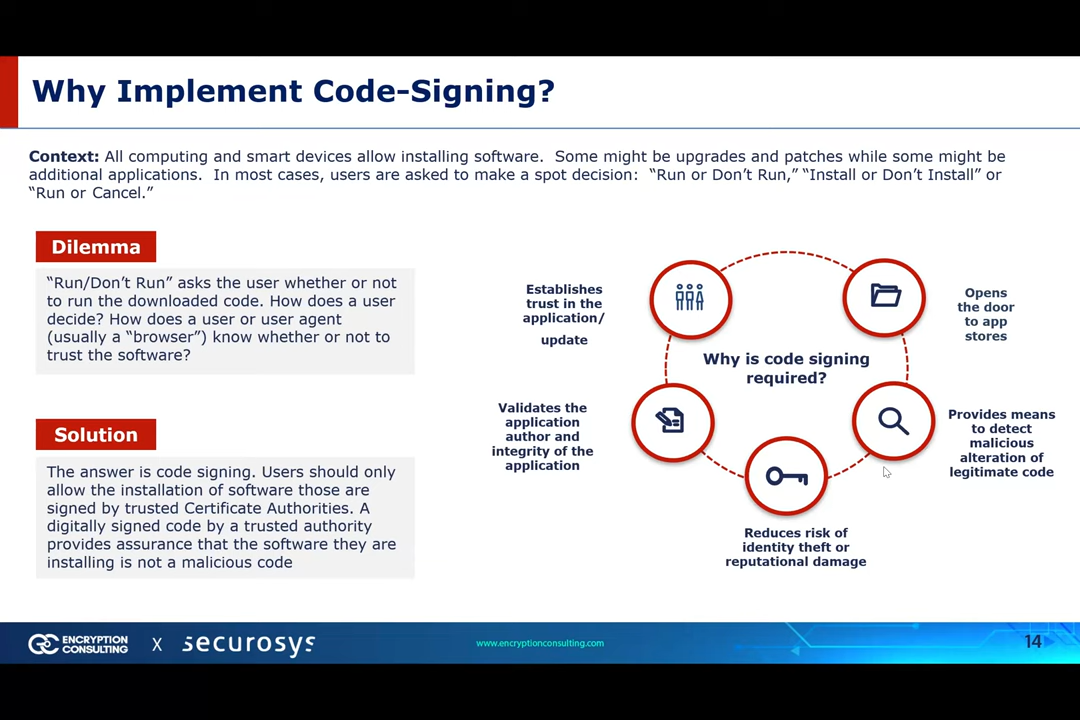 Why Implement Code-Signing?
Context: All computing and smart devices allow installing software.  Some might be upgrades and patches while some might be
additional applications.  In most cases, users are asked to make a spot decision:  “Run or Don’t Run,” “Install or Don’t Install” or
“Run or Cancel.”
Dilemma
“Run/Don’t Run” asks the user whether or not
to run the downloaded code. How does a user
decide? How does a user or user agent
(usually a “browser”) know whether or not to
trust the software?
Solution
The answer is code signing. Users should only
allow the installation of software those are
signed by trusted Certificate Authorities. A
digitally signed code by a trusted authority
provides assurance that the software they are
installing is not a malicious code
Establishes
trust in the
application/
update
Opens
the door
to app
stores
Why is code signing
required?
Validates the
application
author and
integrity of the
application
Provides means
to detect
malicious
alteration of
legitimate code
Reduces risk of
identity theft or
reputational damage
ENCRYPTION
CONSULTING
X
securosys
www.encryptionconsulting.com
14